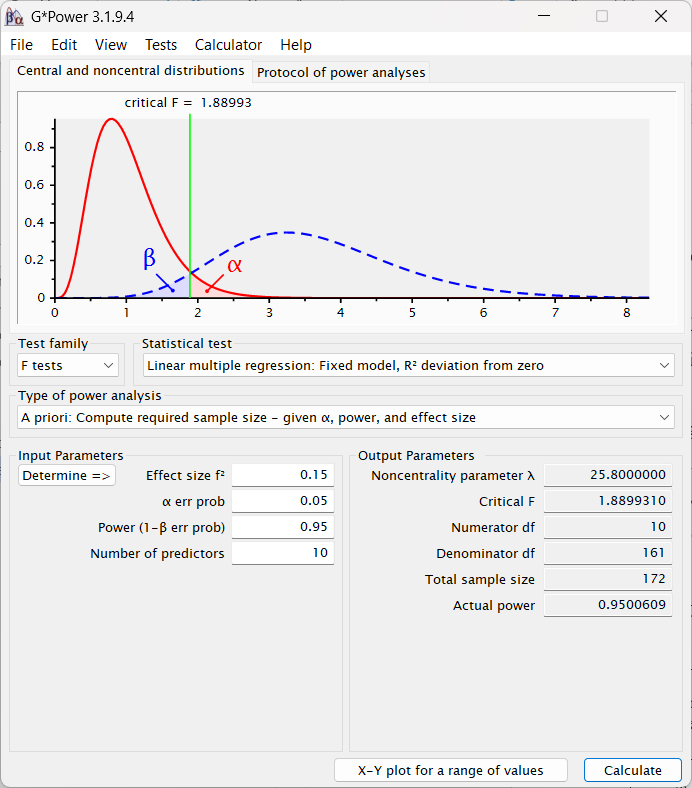 G*Power 3.1.9.4
File Edit View Tests Calculator Help
Central and noncentral distributions Protocol of power analyses
critical F = 1.88993
0.8
0.6
0.4
0.2
0
β
α
0 1 2 3 4 5 6 7 8
Test family
F tests
Statistical test
Linear multiple regression: Fixed model, R² deviation from zero
Type of power analysis
A priori: Compute required sample size - given α, power, and effect size
Input Parameters
Determine => Effect size f² 0.15
α err prob 0.05
Power (1-β err prob) 0.95
Number of predictors 10
Output Parameters
Noncentrality parameter λ 25.8000000
Critical F 1.8899310
Numerator df 10
Denominator df 161
Total sample size 172
Actual power 0.9500609
X-Y plot for a range of values Calculate